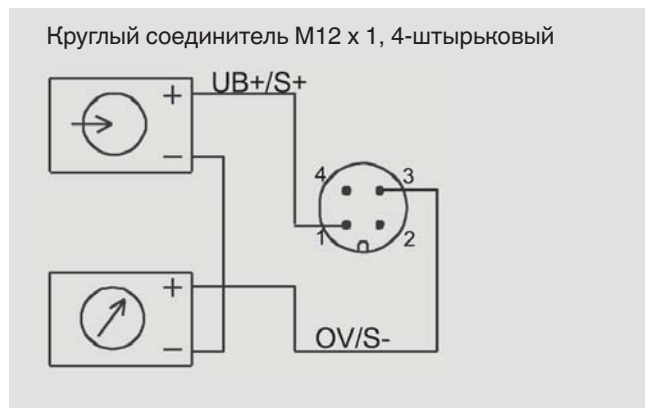 Круглый соединитель M12 x 1, 4-штырьковый
+ UB+/S+
−
4 3
1 2
+
− OV/S-